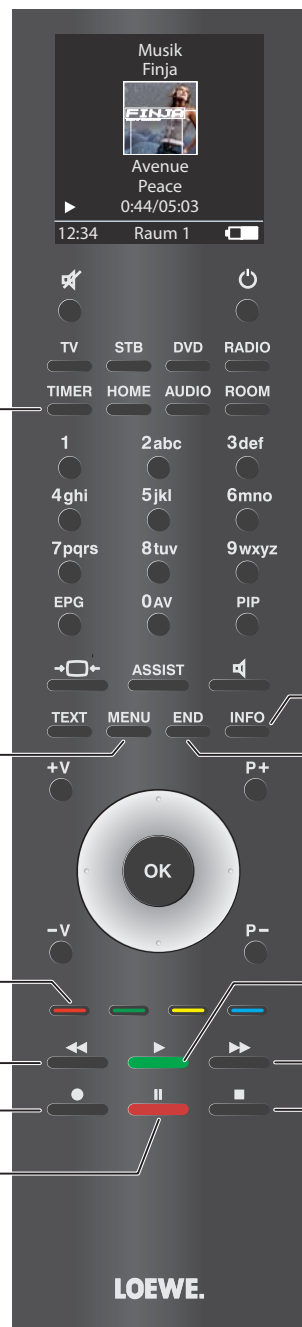 Musik
Finja
FINJA
Avenue
Peace
0:44/05:03
12:34 Raum 1
TV STB DVD RADIO
TIMER HOME AUDIO ROOM
1 2abc 3def
4ghi 5jkl 6mno
7pqrs 8tuv 9wxyz
EPG 0AV PIP
ASSIST
TEXT MENU END INFO
+V P+
OK
−V P−
LOEWE.